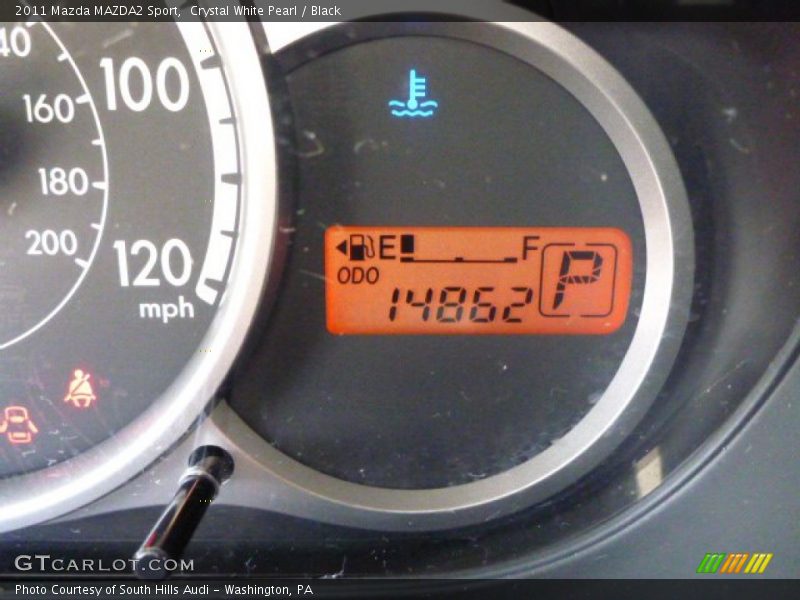 2011 Mazda MAZDA2 Sport,  Crystal White Pearl / Black
40
100
160
180
200
120
mph
E F
ODO
14862
P
GTCARLOT.COM
Photo Courtesy of South Hills Audi - Washington, PA